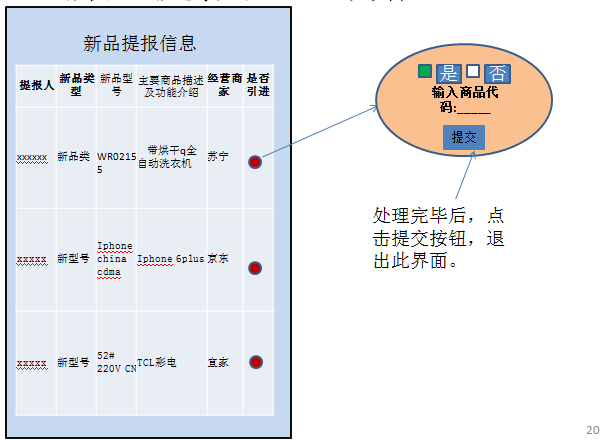 新品提报信息
提报人 新品类型 新品型号 主要商品描述及功能介绍 经营商家 是否引进
xxxxxx 新品类 WR02155 带烘干q全自动洗衣机 苏宁
xxxxx 新型号 Iphone china cdma Iphone 6plus 京东
xxxxx 新型号 52# 220V CN TCL彩电 宜家
是 否
输入商品代
码:_____
提交
处理完毕后，点
击提交按钮，退
出此界面。
20